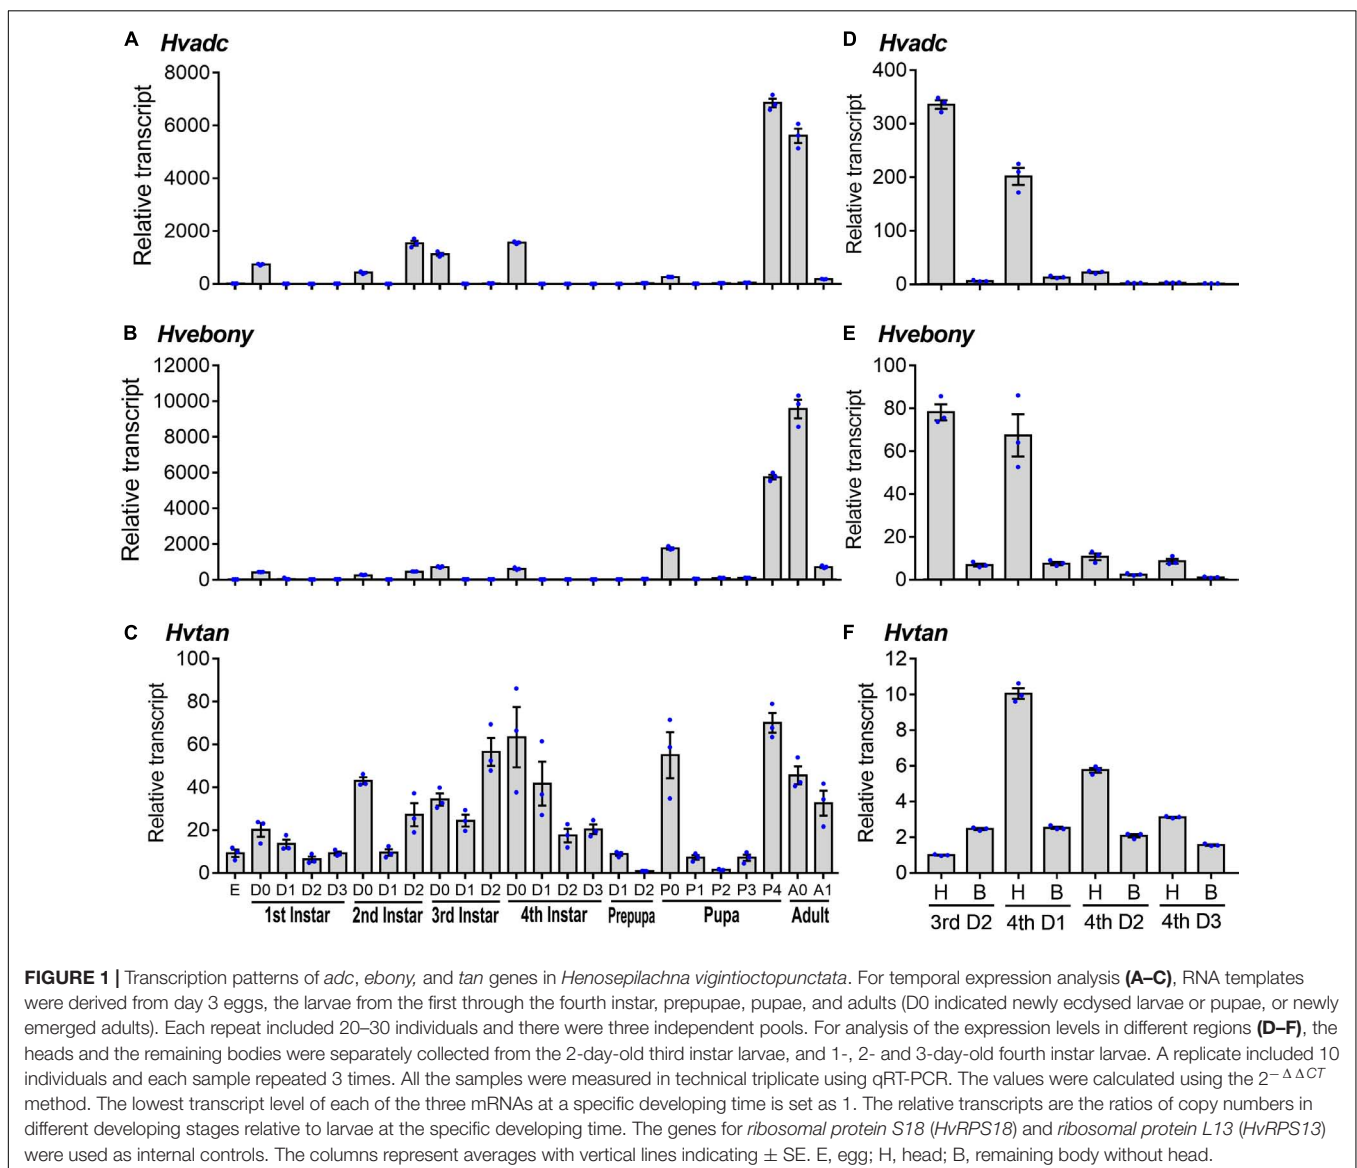 A Hvadc
8000
6000
4000
2000
0
Relative transcript
B Hvebony
12000
10000
8000
6000
4000
2000
0
Relative transcript
C Hvtan
100
80
60
40
20
0
Relative transcript
E D0 D1 D2 D3 D0 D1 D2 D0 D1 D2 D0 D1 D2 D3 D1 D2 P0 P1 P2 P3 P4 A0 A1
1st Instar 2nd Instar 3rd Instar 4th Instar Prepupa Pupa Adult
D Hvadc
400
300
200
100
0
Relative transcript
E Hvebony
100
80
60
40
20
0
Relative transcript
F Hvtan
12
10
8
6
4
2
0
Relative transcript
H B H B H B H B
3rd D2 4th D1 4th D2 4th D3
FIGURE 1 | Transcription patterns of adc, ebony, and tan genes in Henosepilachna vigintioctopunctata. For temporal expression analysis (A–C), RNA templates
were derived from day 3 eggs, the larvae from the first through the fourth instar, prepupae, pupae, and adults (D0 indicated newly ecdysed larvae or pupae, or newly
emerged adults). Each repeat included 20–30 individuals and there were three independent pools. For analysis of the expression levels in different regions (D–F), the
heads and the remaining bodies were separately collected from the 2-day-old third instar larvae, and 1-, 2- and 3-day-old fourth instar larvae. A replicate included 10
individuals and each sample repeated 3 times. All the samples were measured in technical triplicate using qRT-PCR. The values were calculated using the 2−ΔΔCT
method. The lowest transcript level of each of the three mRNAs at a specific developing time is set as 1. The relative transcripts are the ratios of copy numbers in
different developing stages relative to larvae at the specific developing time. The genes for ribosomal protein S18 (HvRPS18) and ribosomal protein L13 (HvRPS13)
were used as internal controls. The columns represent averages with vertical lines indicating ± SE. E, egg; H, head; B, remaining body without head.